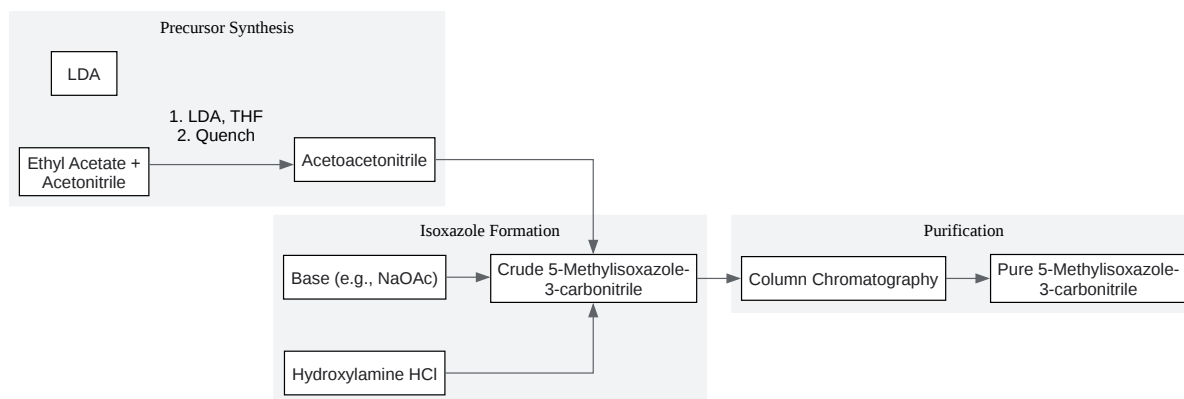 Precursor Synthesis
LDA
1. LDA, THF
2. Quench
Ethyl Acetate +
Acetonitrile
Acetoacetonitrile
Isoxazole Formation
Base (e.g., NaOAc)
Crude 5-Methylisoxazole-
3-carbonitrile
Hydroxylamine HCl
Purification
Column Chromatography
Pure 5-Methylisoxazole-
3-carbonitrile